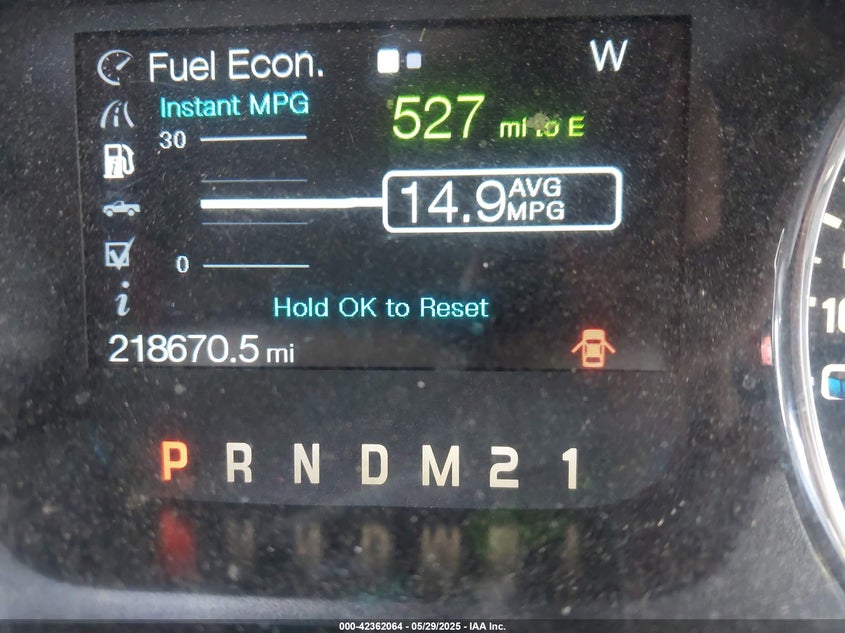 Fuel Econ.
W
Instant MPG
527 mi to E
30
14.9 AVG MPG
0
Hold OK to Reset
218670.5 mi
P R N D M 2 1
000-42362064 - 05/29/2025 - IAA Inc.